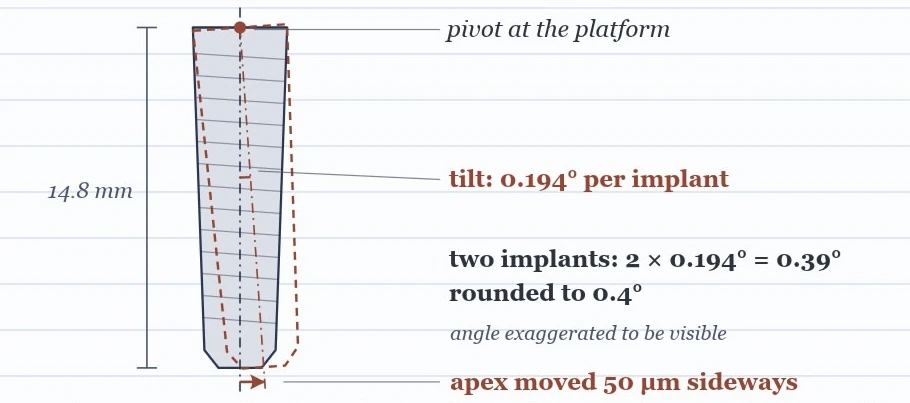 pivot at the platform
14.8 mm
tilt: 0.194° per implant
two implants: 2 × 0.194° = 0.39°
rounded to 0.4°
angle exaggerated to be visible
apex moved 50 µm sideways